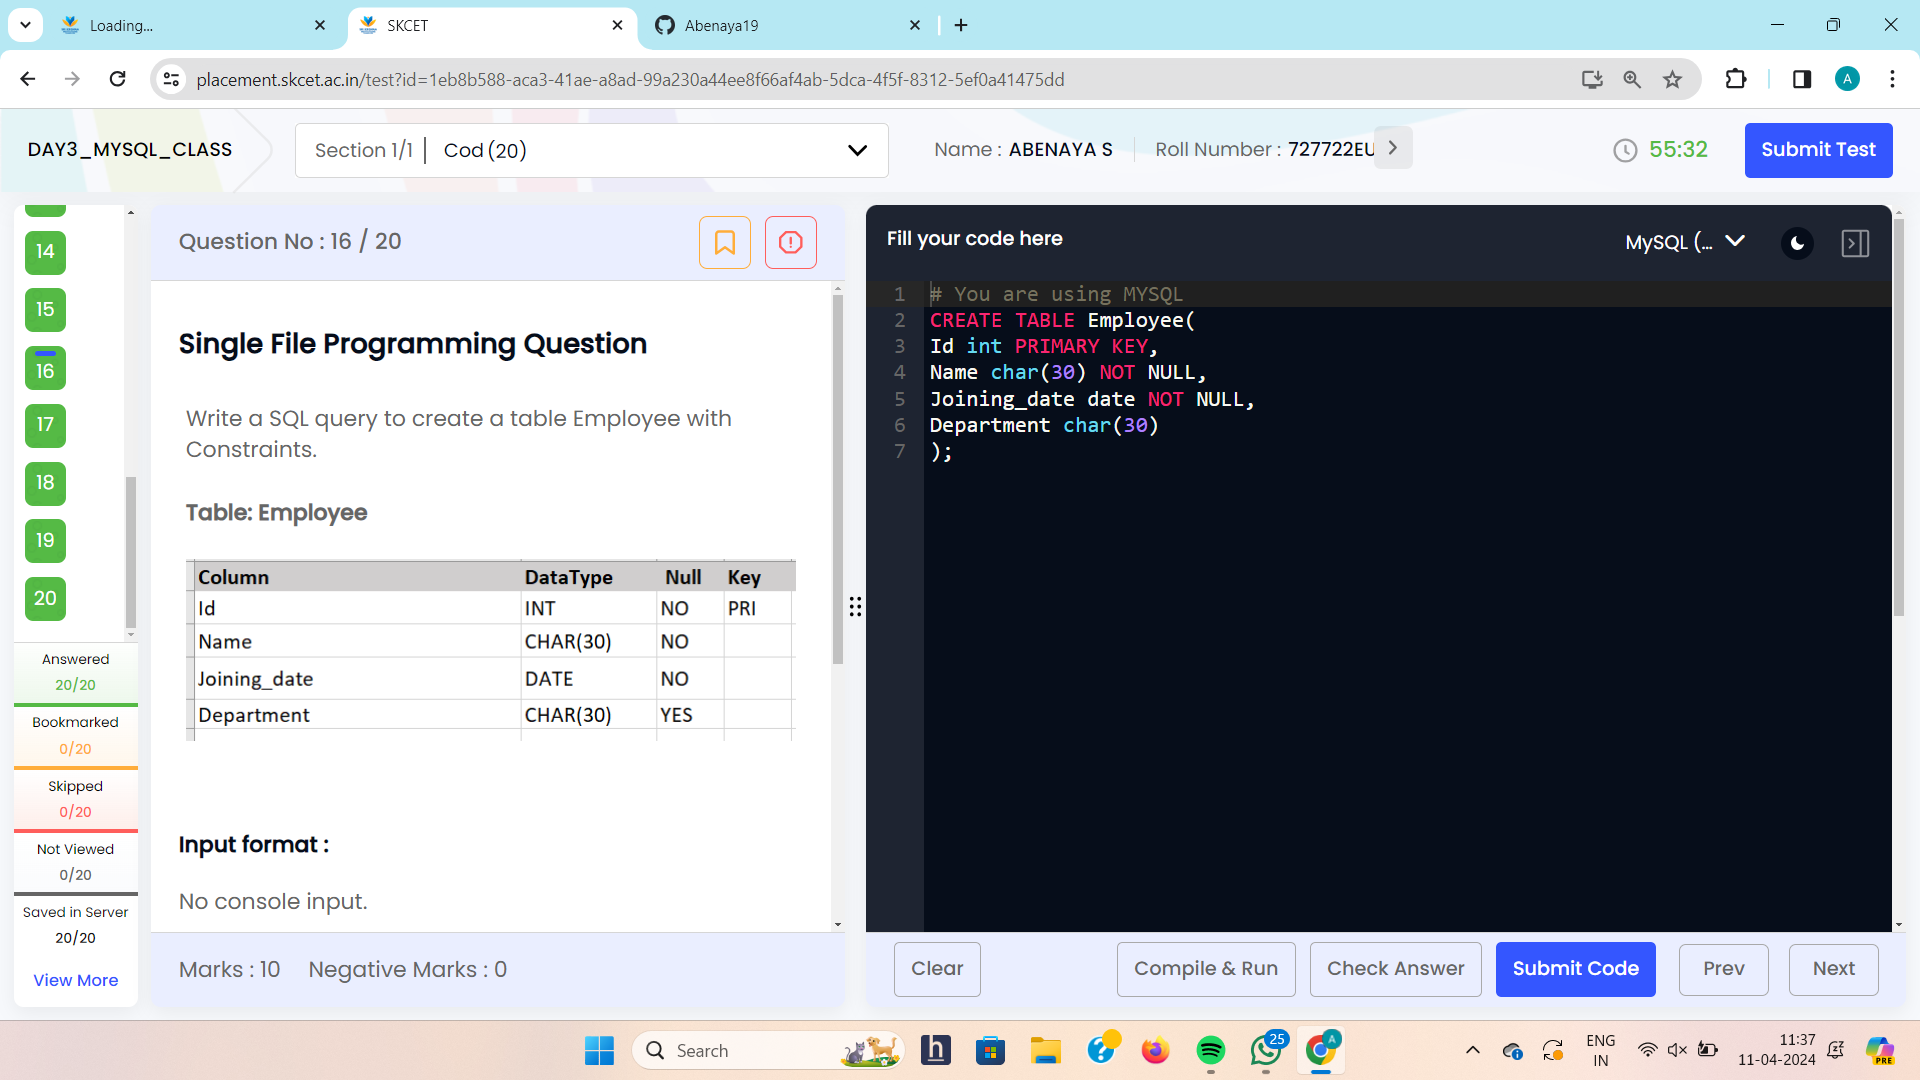 Loading...
SKCET
Abenaya19
placement.skcet.ac.in/test?id=1eb8b588-aca3-41ae-a8ad-99a230a44ee8f66af4ab-5dca-4f5f-8312-5ef0a41475dd
A
DAY3_MYSQL_CLASS
Section 1/1 | Cod (20)
Name : ABENAYA S
Roll Number : 727722EU
55:32
Submit Test
14
15
16
17
18
19
20
Answered
20/20
Bookmarked
0/20
Skipped
0/20
Not Viewed
0/20
Saved in Server
20/20
View More
Question No : 16 / 20
Single File Programming Question
Write a SQL query to create a table Employee with
Constraints.
Table: Employee
Column DataType Null Key
Id INT NO PRI
Name CHAR(30) NO
Joining_date DATE NO
Department CHAR(30) YES
Input format :
No console input.
Marks : 10 Negative Marks : 0
Fill your code here
MySQL (...
1 # You are using MYSQL
2 CREATE TABLE Employee(
3 Id int PRIMARY KEY,
4 Name char(30) NOT NULL,
5 Joining_date date NOT NULL,
6 Department char(30)
7 );
Clear
Compile & Run
Check Answer
Submit Code
Prev
Next
Search
h
25
A
ENG
IN
11:37
11-04-2024
PRE